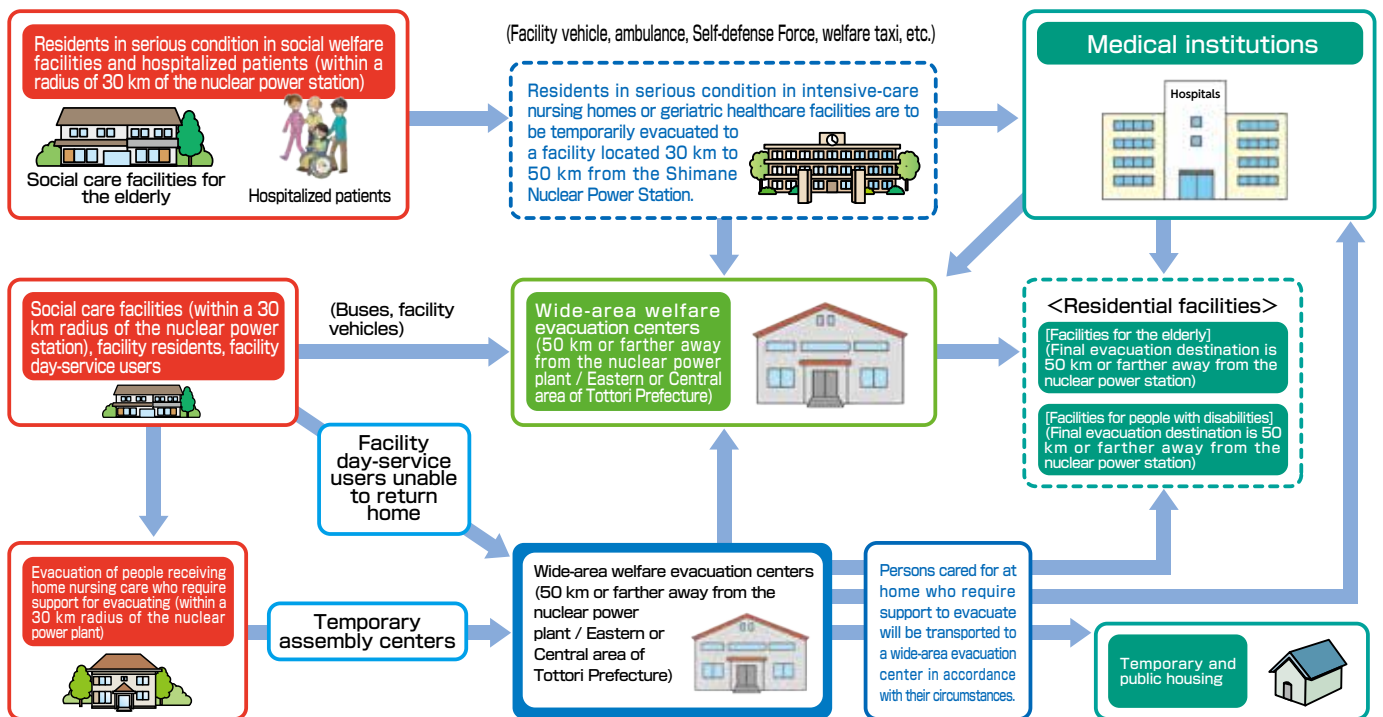 Residents in serious condition in social welfare
facilities and hospitalized patients (within a
radius of 30 km of the nuclear power station)
Social care facilities for
the elderly
Hospitalized patients
(Facility vehicle, ambulance, Self-defense Force, welfare taxi, etc.)
Residents in serious condition in intensive-care
nursing homes or geriatric healthcare facilities are to
be temporarily evacuated to
a facility located 30 km to
50 km from the Shimane
Nuclear Power Station.
Medical institutions
Hospitals
Social care facilities (within a 30
km radius of the nuclear power
station), facility residents, facility
day-service users
(Buses, facility
vehicles)
Wide-area welfare
evacuation centers
(50 km or farther away
from the nuclear power
plant / Eastern or Central
area of Tottori Prefecture)
<Residential facilities>
[Facilities for the elderly]
(Final evacuation destination is
50 km or farther away from the
nuclear power station)
[Facilities for people with disabilities]
(Final evacuation destination is 50
km or farther away from the
nuclear power station)
Facility
day-service
users unable
to return
home
Evacuation of people receiving
home nursing care who require
support for evacuating (within a
30 km radius of the nuclear
power plant)
Temporary
assembly centers
Wide-area welfare evacuation centers
(50 km or farther away from the
nuclear power
plant / Eastern or
Central area of
Tottori Prefecture)
Persons cared for at
home who require
support to evacuate
will be transported to
a wide-area evacuation
center in accordance
with their circumstances.
Temporary and
public housing